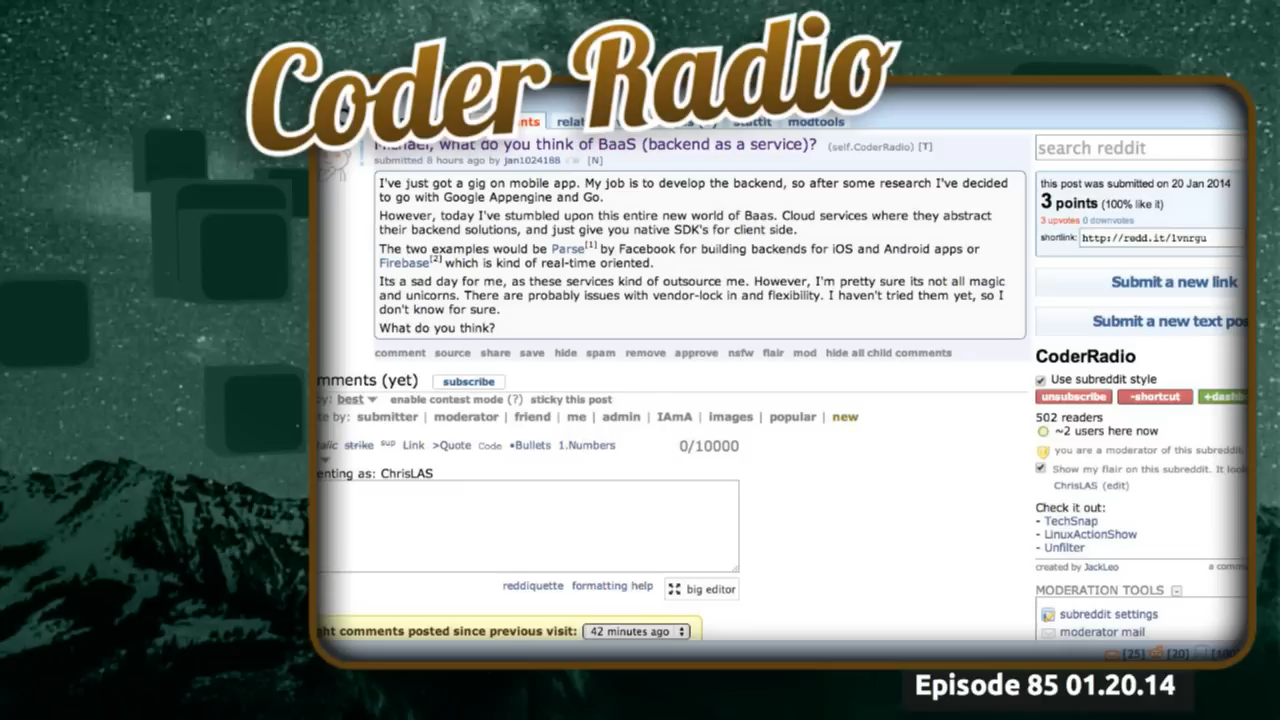 Coder Radio
modtools
what do you think of BaaS (backend as a service)? (self.CoderRadio) [T]
submitted 8 hours ago by jan1024188 [N]
I've just got a gig on mobile app. My job is to develop the backend, so after some research I've decided
to go with Google Appengine and Go.
However, today I've stumbled upon this entire new world of Baas. Cloud services where they abstract
their backend solutions, and just give you native SDK's for client side.
The two examples would be Parse[1] by Facebook for building backends for iOS and Android apps or
Firebase[2] which is kind of real-time oriented.
Its a sad day for me, as these services kind of outsource me. However, I'm pretty sure its not all magic
and unicorns. There are probably issues with vendor-lock in and flexibility. I haven't tried them yet, so I
don't know for sure.
What do you think?
comment source share save hide spam remove approve nsfw flair mod hide all child comments
mments (yet) subscribe
by: best enable contest mode (?) sticky this post
te by: submitter | moderator | friend | me | admin | IAmA | images | popular | new
alic strike sup Link >Quote Code •Bullets 1.Numbers 0/10000
enting as: ChrisLAS
reddiquette formatting help big editor
ght comments posted since previous visit: 42 minutes ago
search reddit
this post was submitted on 20 Jan 2014
3 points (100% like it)
3 upvotes 0 downvotes
shortlink: http://redd.it/1vnrgu
Submit a new link
Submit a new text pos
CoderRadio
Use subreddit style
unsubscribe -shortcut +dashb
502 readers
~2 users here now
you are a moderator of this subreddit.
Show my flair on this subreddit. It look
ChrisLAS (edit)
Check it out:
- TechSnap
- LinuxActionShow
- Unfilter
created by JackLeo a comm
MODERATION TOOLS
subreddit settings
moderator mail
[25] [20]
Episode 85 01.20.14